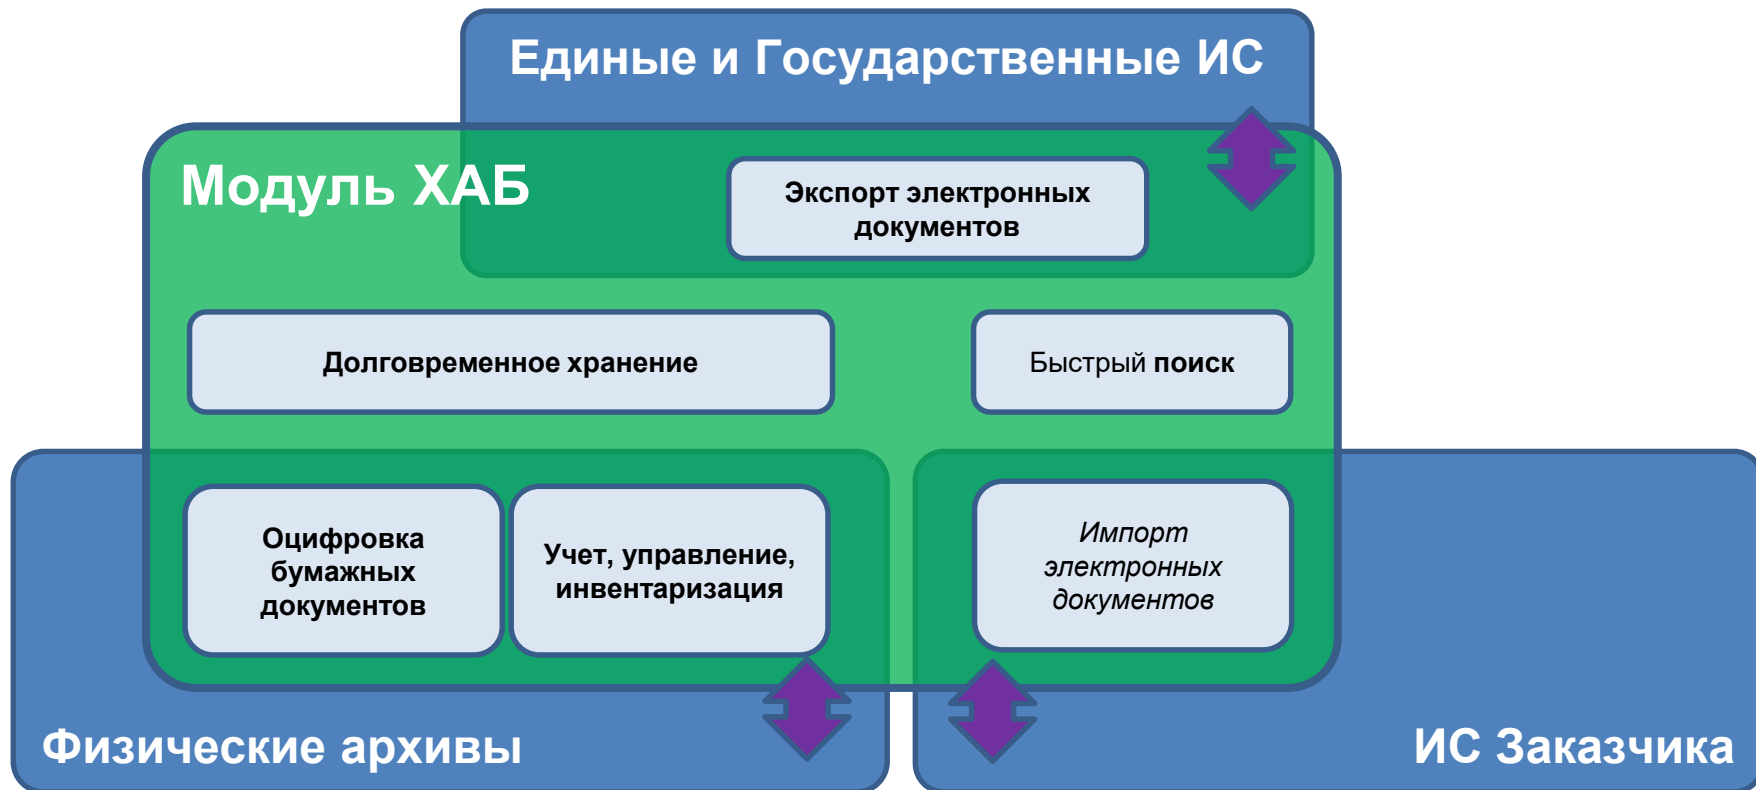 Единые и Государственные ИС
Модуль ХАБ
Экспорт электронных
документов
Долговременное хранение
Быстрый поиск
Оцифровка
бумажных
документов
Учет, управление,
инвентаризация
Импорт
электронных
документов
Физические архивы
ИС Заказчика